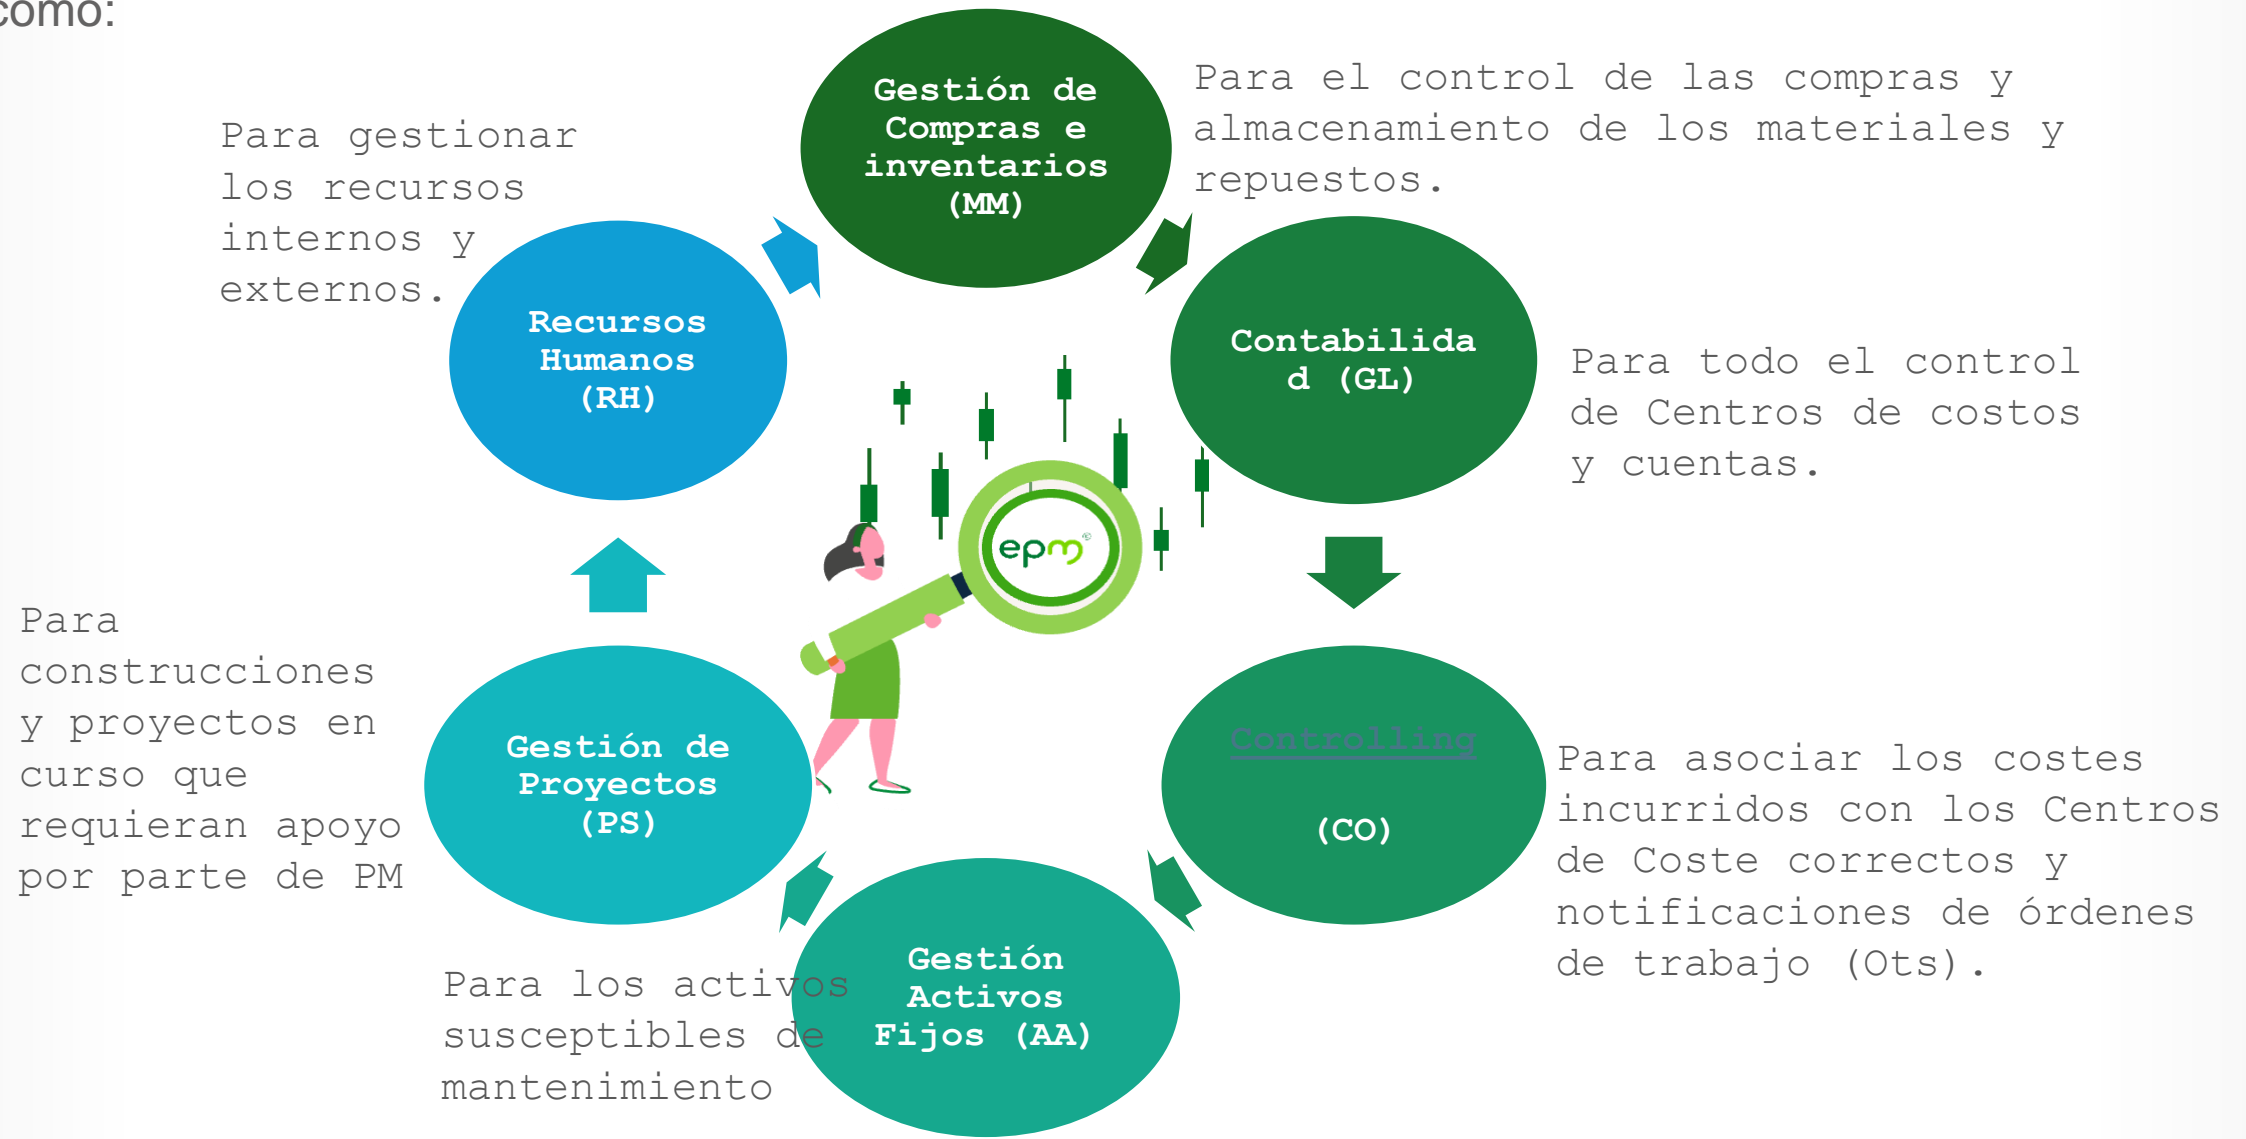 como:
Gestión de
Compras e
inventarios
(MM)
Para el control de las compras y
almacenamiento de los materiales y
repuestos.
Contabilida
d (GL)
Para todo el control
de Centros de costos
y cuentas.
Controlling
(CO)
Para asociar los costes
incurridos con los Centros
de Coste correctos y
notificaciones de órdenes
de trabajo (Ots).
Gestión
Activos
Fijos (AA)
Para los activos
susceptibles de
mantenimiento
Gestión de
Proyectos
(PS)
Para
construcciones
y proyectos en
curso que
requieran apoyo
por parte de PM
Recursos
Humanos
(RH)
Para gestionar
los recursos
internos y
externos.
epm®